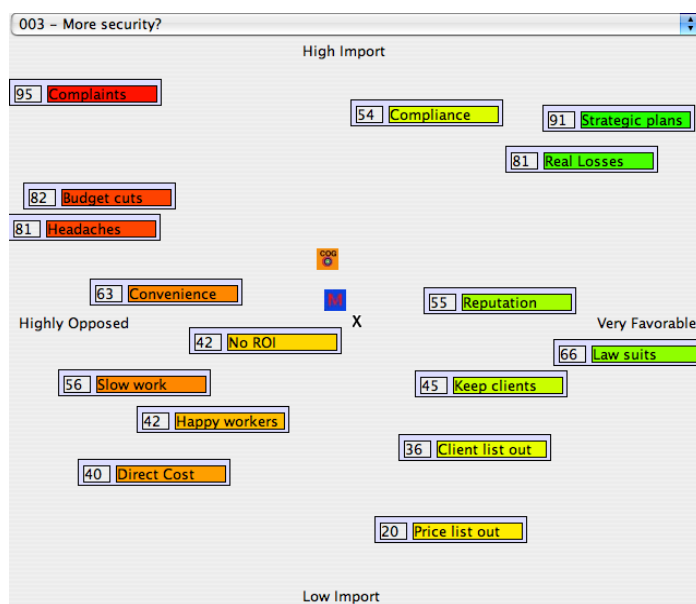 003 – More security?
High Import
95 Complaints
54 Compliance
91 Strategic plans
81 Real Losses
82 Budget cuts
81 Headaches
COG
63 Convenience
M
55 Reputation
X
Highly Opposed
Very Favorable
42 No ROI
66 Law suits
56 Slow work
45 Keep clients
42 Happy workers
36 Client list out
40 Direct Cost
20 Price list out
Low Import